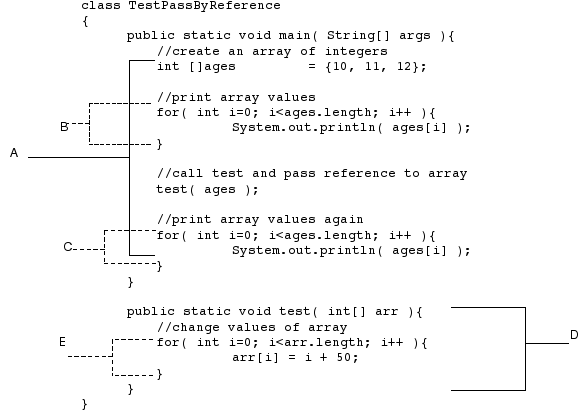 class TestPassByReference
{
public static void main( String[] args ){
//create an array of integers
int []ages = {10, 11, 12};
//print array values
for( int i=0; i<ages.length; i++ ){
B
System.out.println( ages[i] );
}
A
//call test and pass reference to array
test( ages );
//print array values again
for( int i=0; i<ages.length; i++ ){
C
System.out.println( ages[i] );
}
}
public static void test( int[] arr ){
//change values of array
D
E
for( int i=0; i<arr.length; i++ ){
arr[i] = i + 50;
}
}
}